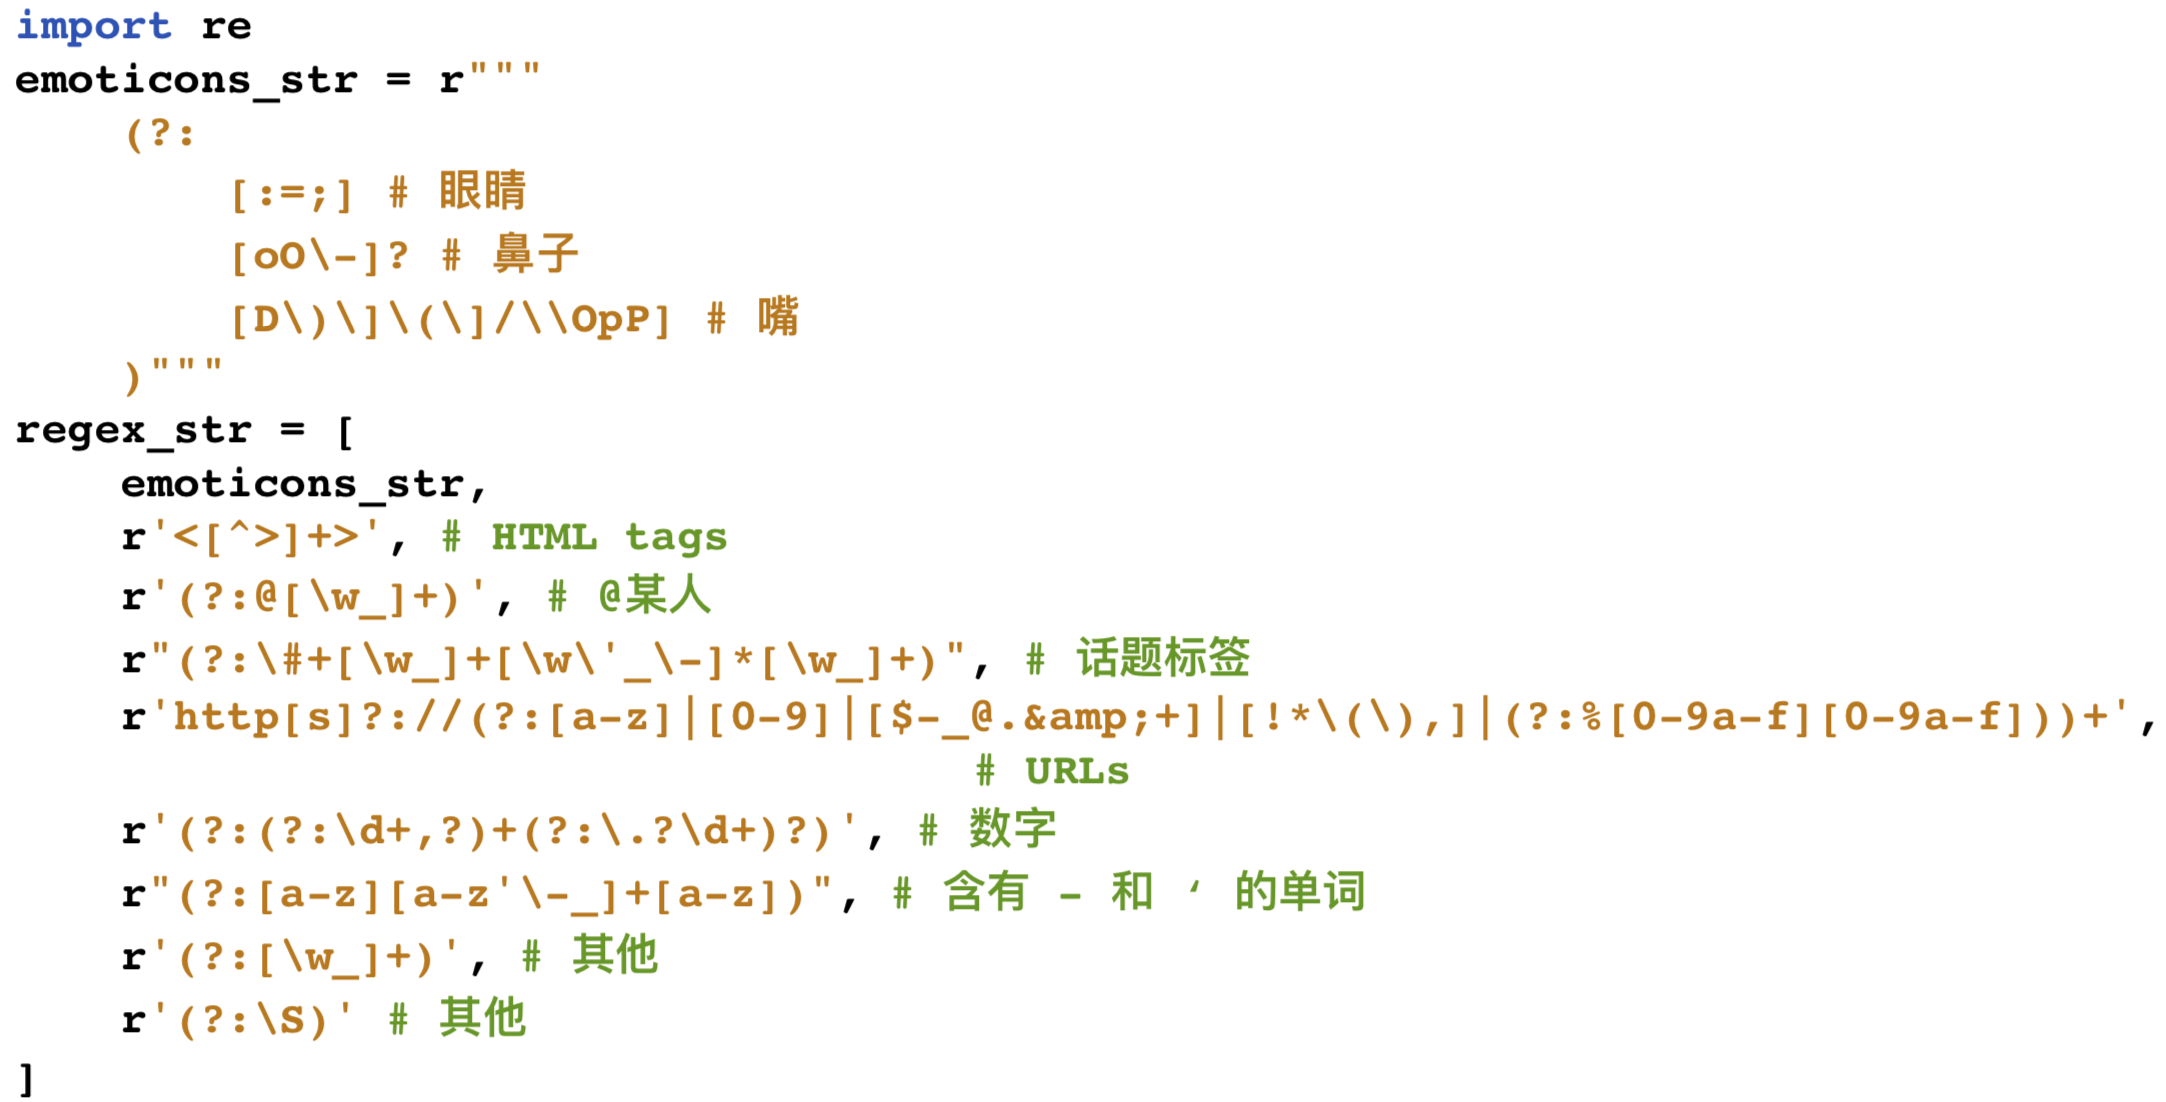 import re
emoticons_str = r"""
    (?:
        [:=;] # 眼睛
        [oO\-]? # 鼻子
        [D\)\]\(\]/\\OpP] # 嘴
    )"""
regex_str = [
    emoticons_str,
    r'<[^>]+>', # HTML tags
    r'(?:@[\w_]+)', # @某人
    r"(?:\#+[\w_]+[\w\'_\-]*[\w_]+)", # 话题标签
    r'http[s]?://(?:[a-z]|[0-9]|[$-_@.&amp;+]|[!*\(\),]|(?:%[0-9a-f][0-9a-f]))+',
                                # URLs
    r'(?:(?:\d+,?)+(?:\.?\d+)?)', # 数字
    r"(?:[a-z][a-z'\-_]+[a-z])", # 含有 - 和 ‘ 的单词
    r'(?:[\w_]+)', # 其他
    r'(?:\S)' # 其他
]